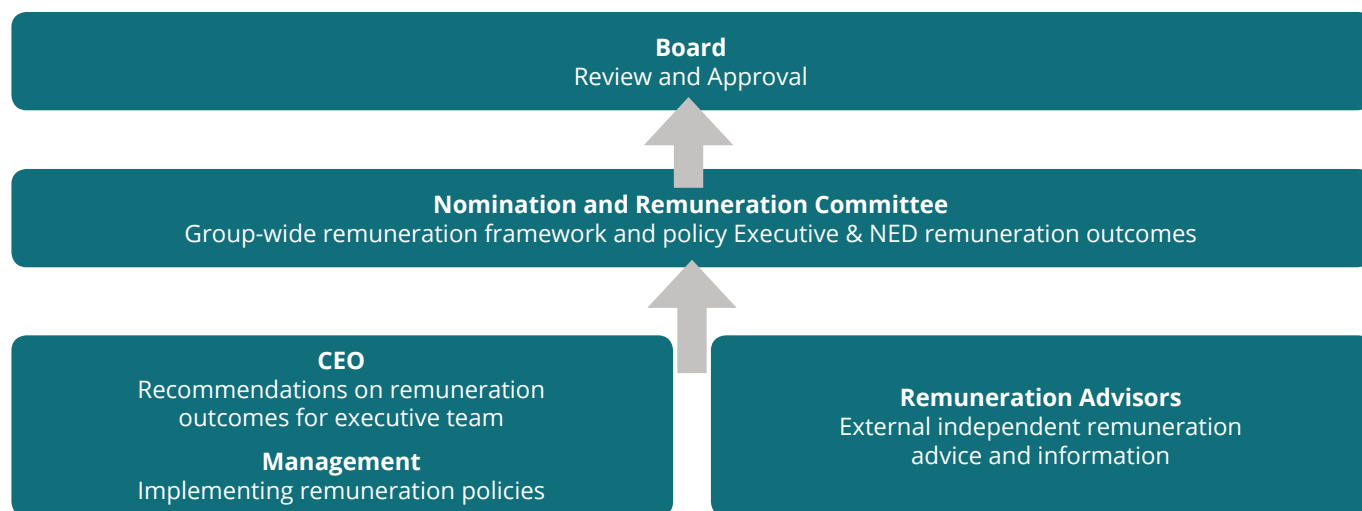 Board
Review and Approval
Nomination and Remuneration Committee
Group-wide remuneration framework and policy Executive & NED remuneration outcomes
CEO
Recommendations on remuneration
outcomes for executive team
Management
Implementing remuneration policies
Remuneration Advisors
External independent remuneration
advice and information